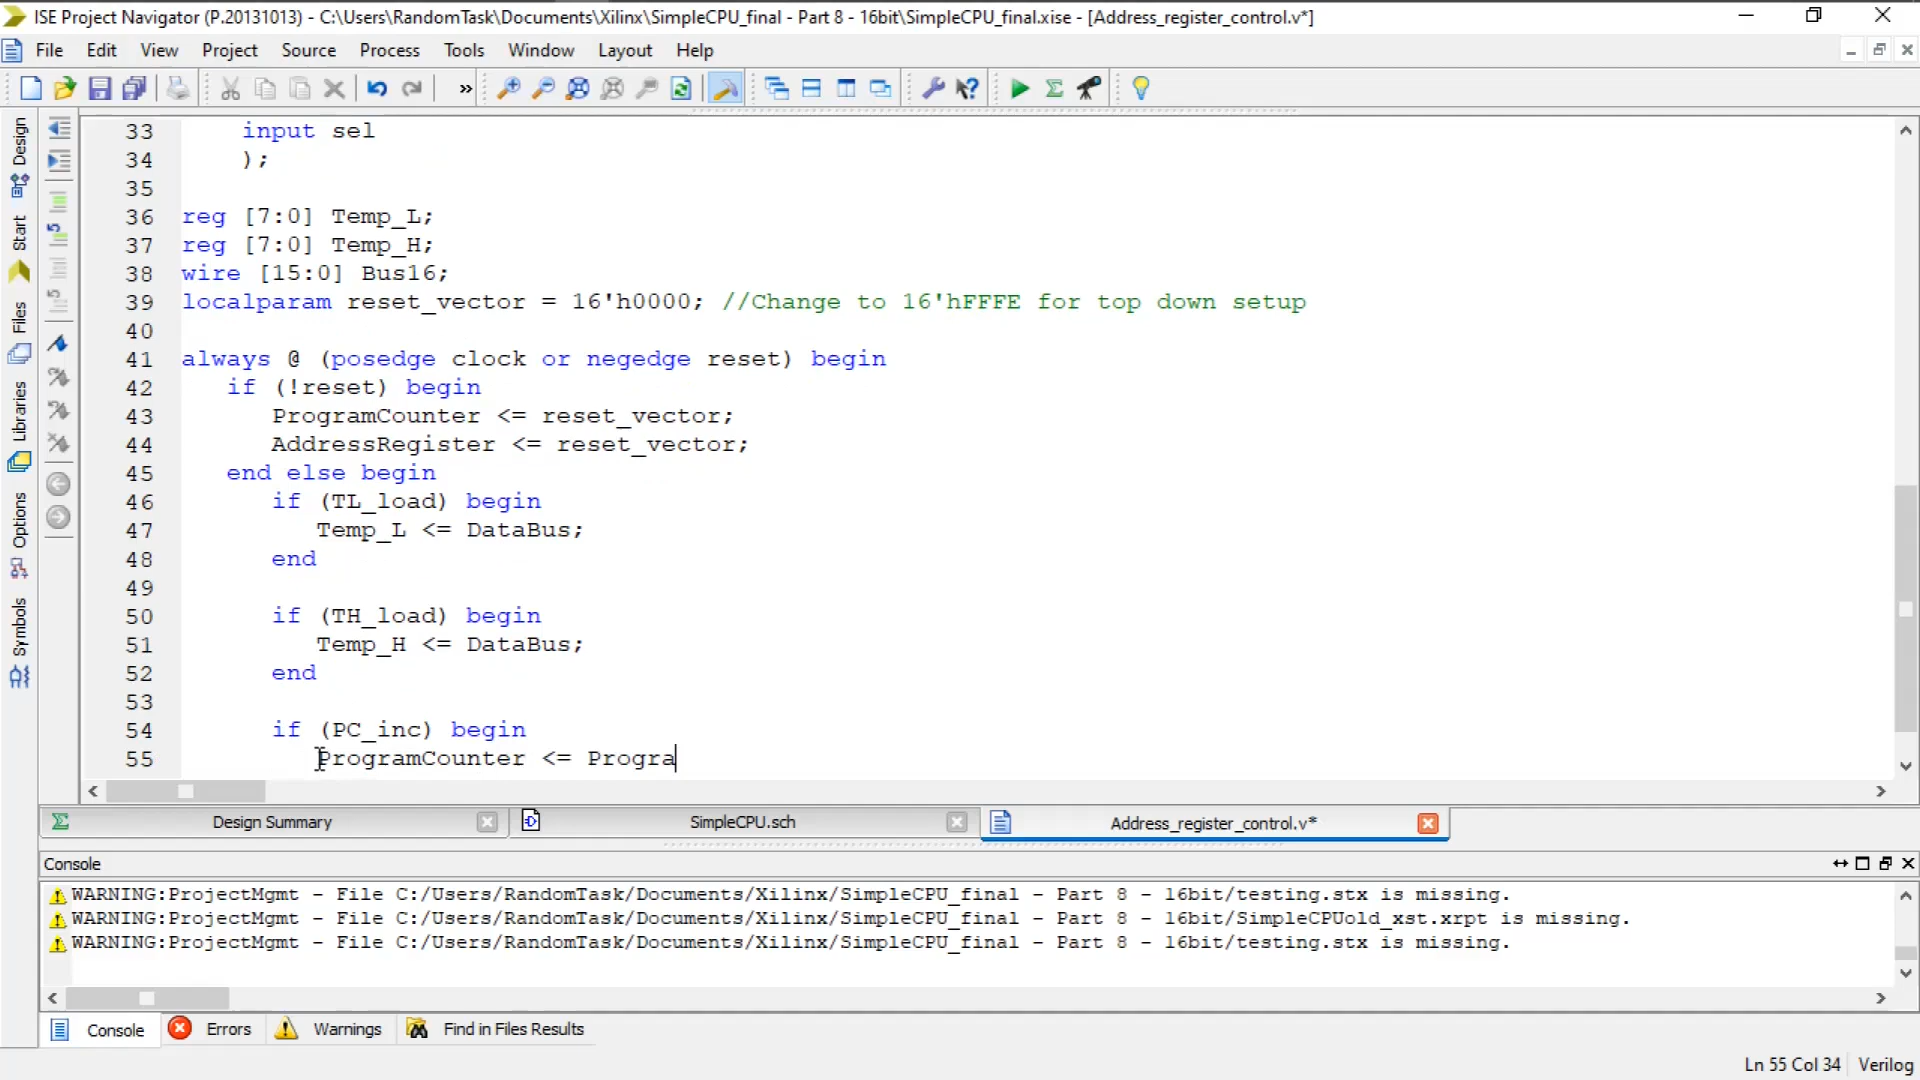 ISE Project Navigator (P.20131013) - C:\Users\RandomTask\Documents\Xilinx\SimpleCPU_final - Part 8 - 16bit\SimpleCPU_final.xise - [Address_register_control.v*]
File Edit View Project Source Process Tools Window Layout Help
Design
Start
Files
Libraries
Options
Symbols
33 input sel
34 );
35
36 reg [7:0] Temp_L;
37 reg [7:0] Temp_H;
38 wire [15:0] Bus16;
39 localparam reset_vector = 16'h0000; //Change to 16'hFFFE for top down setup
40
41 always @ (posedge clock or negedge reset) begin
42 if (!reset) begin
43 ProgramCounter <= reset_vector;
44 AddressRegister <= reset_vector;
45 end else begin
46 if (TL_load) begin
47 Temp_L <= DataBus;
48 end
49
50 if (TH_load) begin
51 Temp_H <= DataBus;
52 end
53
54 if (PC_inc) begin
55 ProgramCounter <= Progra
Design Summary SimpleCPU.sch Address_register_control.v*
Console
WARNING:ProjectMgmt - File C:/Users/RandomTask/Documents/Xilinx/SimpleCPU_final - Part 8 - 16bit/testing.stx is missing.
WARNING:ProjectMgmt - File C:/Users/RandomTask/Documents/Xilinx/SimpleCPU_final - Part 8 - 16bit/SimpleCPUold_xst.xrpt is missing.
WARNING:ProjectMgmt - File C:/Users/RandomTask/Documents/Xilinx/SimpleCPU_final - Part 8 - 16bit/testing.stx is missing.
Console Errors Warnings Find in Files Results
Ln 55 Col 34 Verilog